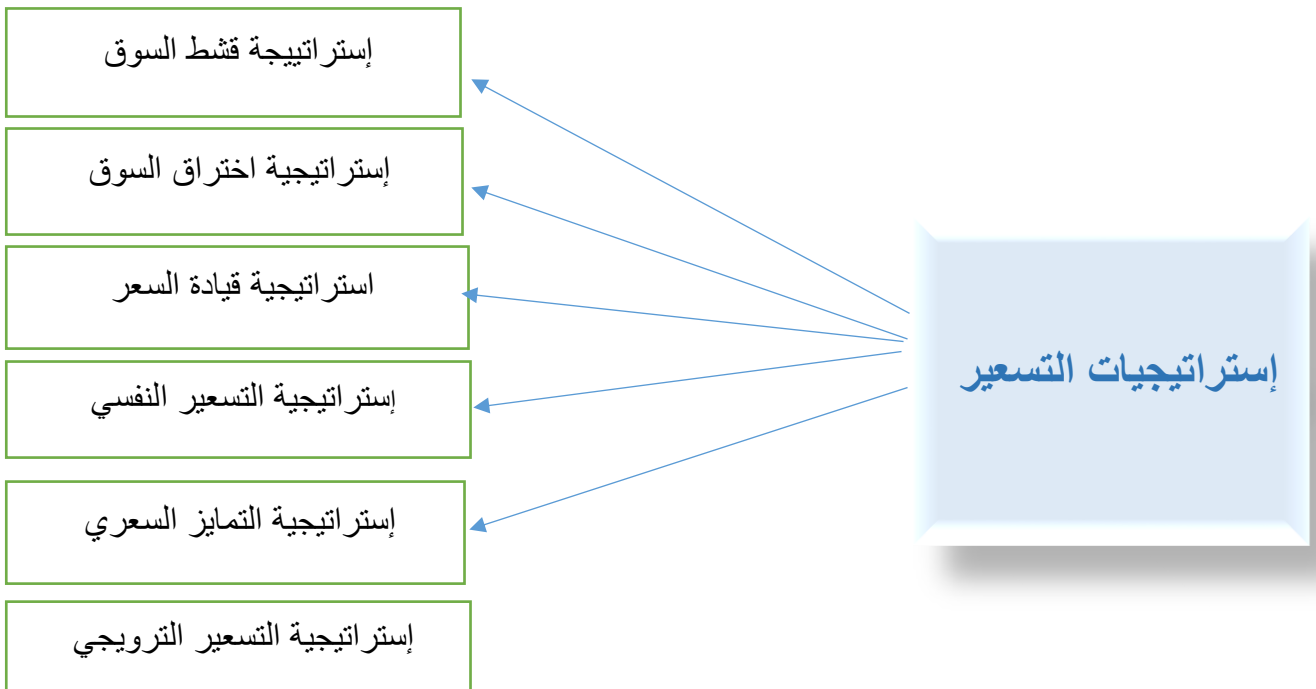 إستراتييجة قشط السوق
إستراتيجية اختراق السوق
استراتيجية قيادة السعر
إستراتيجيات التسعير
إستراتيجية التسعير النفسي
إستراتيجية التمايز السعري
إستراتيجية التسعير الترويجي